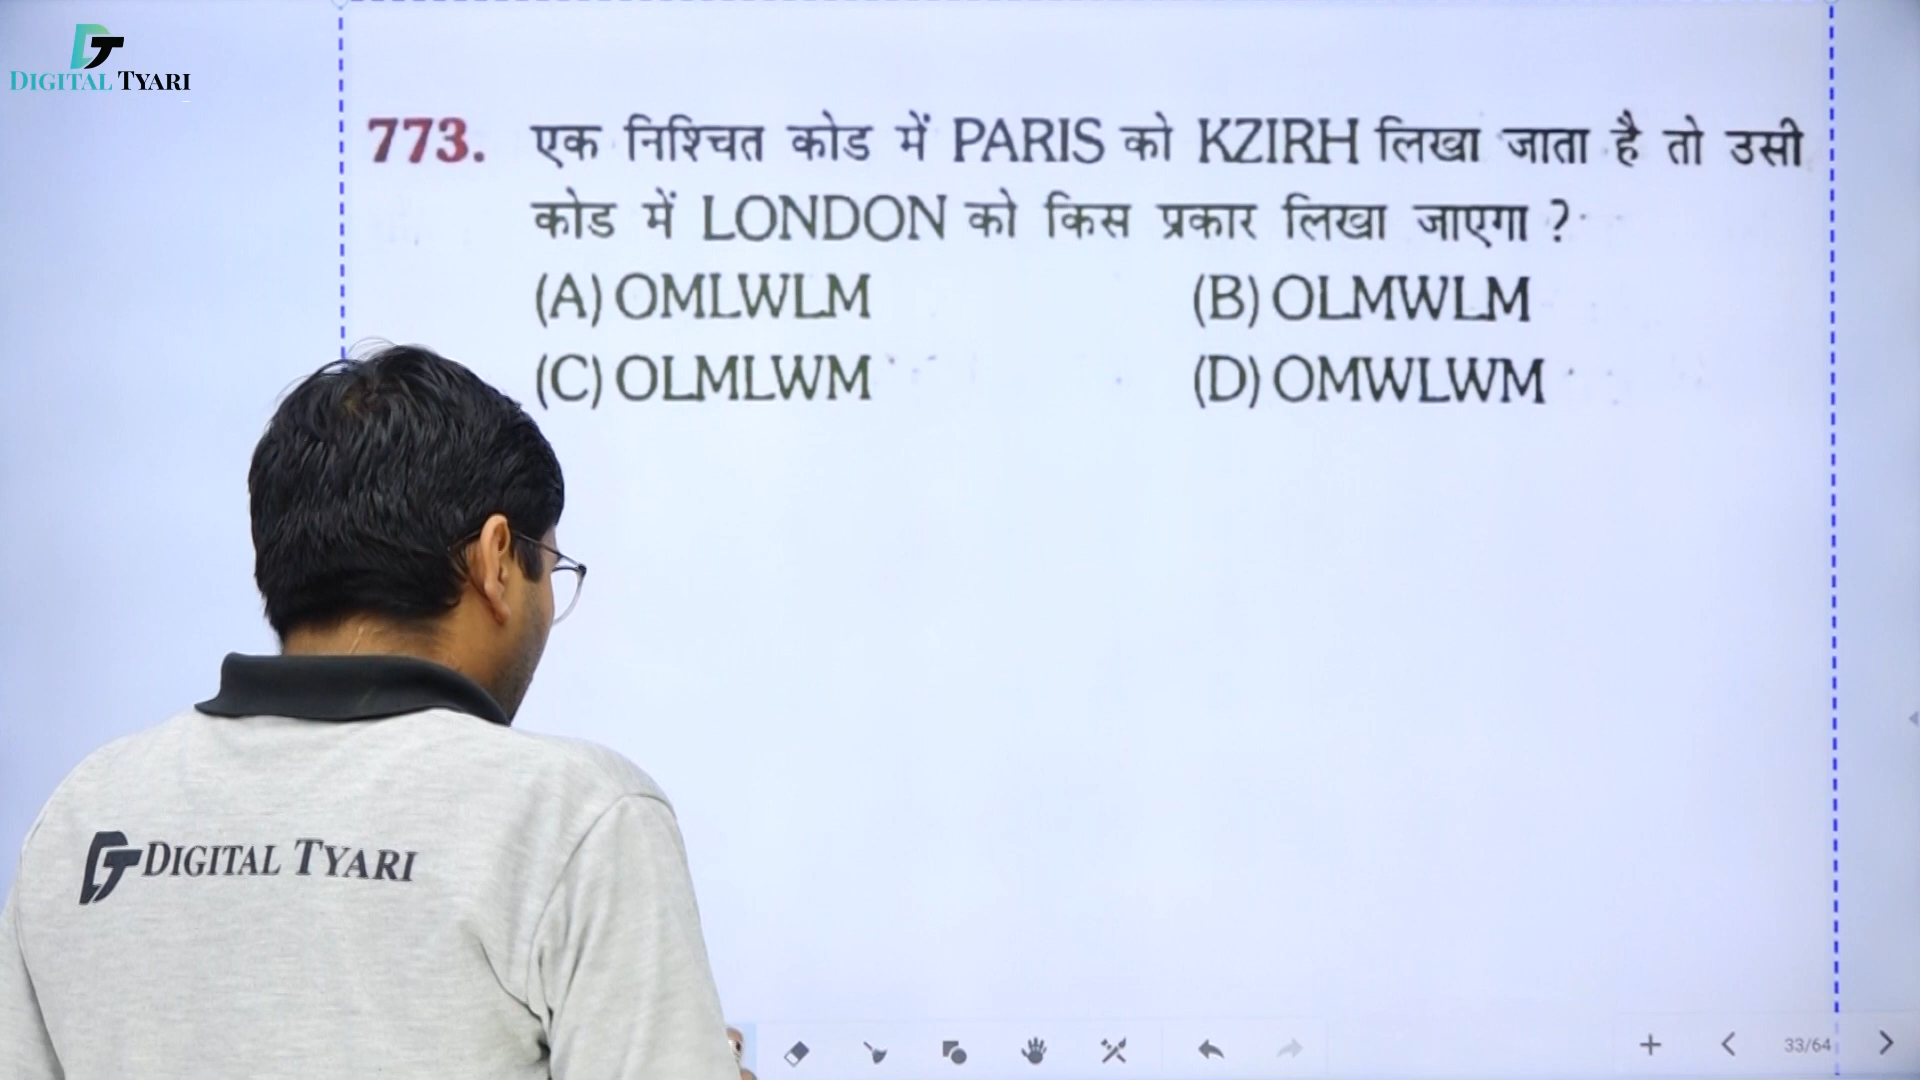 DIGITAL TYARI
773. एक निश्चित कोड में PARIS को KZIRH लिखा जाता है तो उसी
कोड में LONDON को किस प्रकार लिखा जाएगा ?
(A) OMLWLM (B) OLMWLM
(C) OLMLWM (D) OMWLWM
DIGITAL TYARI
33/64